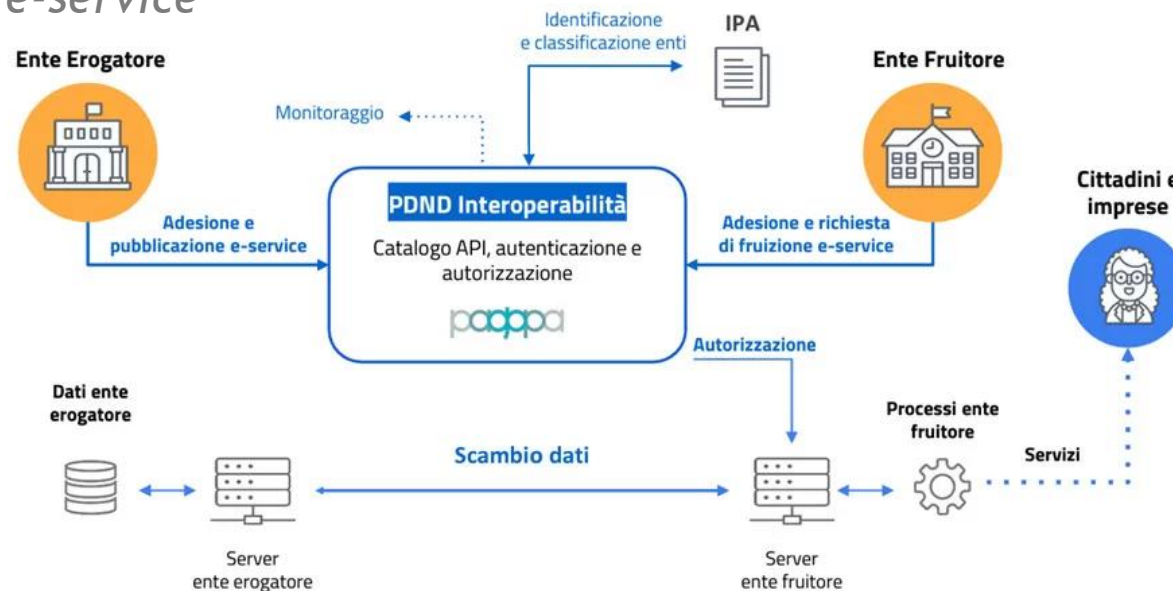 e-service
Identificazione
e classificazione enti
IPA
Ente Erogatore
Ente Fruitore
Monitoraggio
PDND Interoperabilità
Catalogo API, autenticazione e
autorizzazione
Adesione e
pubblicazione e-service
Adesione e richiesta
di fruizione e-service
Cittadini e
imprese
Autorizzazione
Dati ente
erogatore
Scambio dati
Processi ente
fruitore
Servizi
Server
ente erogatore
Server
ente fruitore